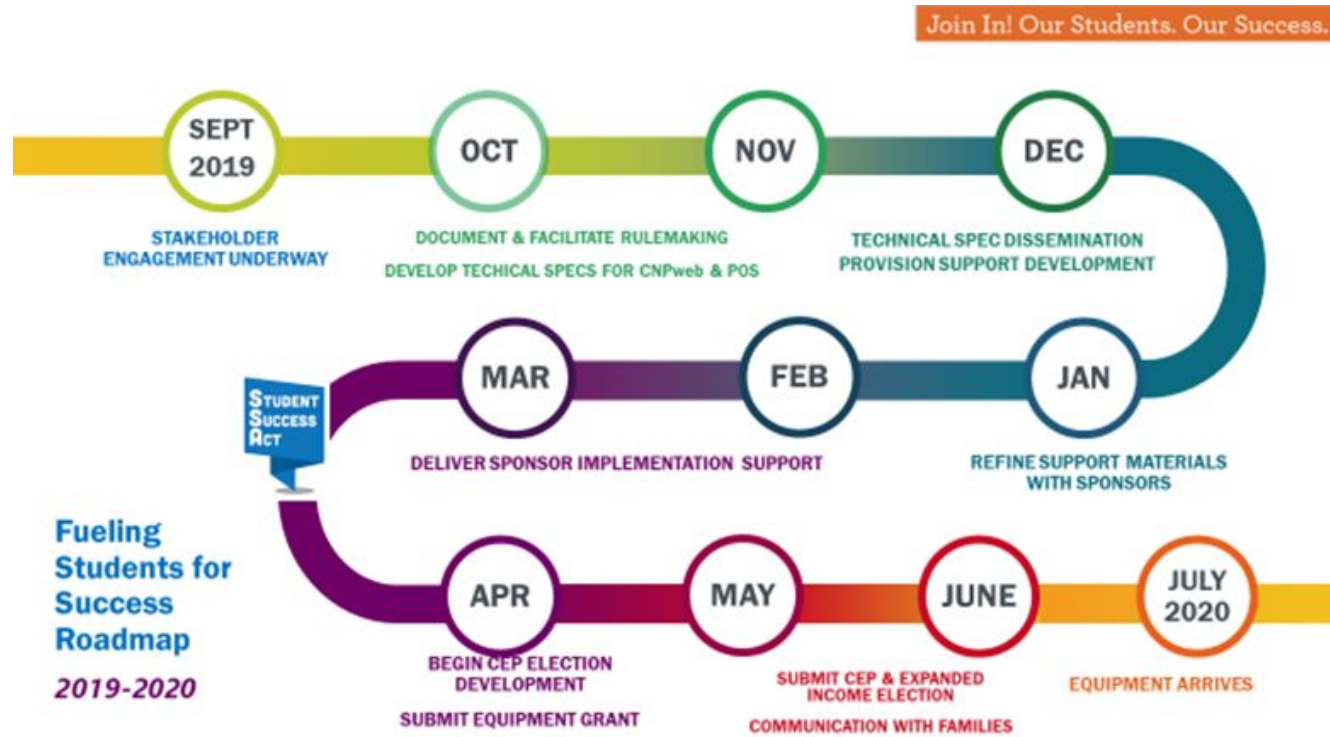 Join In! Our Students. Our Success.
SEPT
2019
OCT
NOV
DEC
STAKEHOLDER
ENGAGEMENT UNDERWAY
DOCUMENT & FACILITATE RULEMAKING
DEVELOP TECHICAL SPECS FOR CNPweb & POS
TECHNICAL SPEC DISSEMINATION
PROVISION SUPPORT DEVELOPMENT
MAR
FEB
JAN
STUDENT
SUCCESS
ACT
DELIVER SPONSOR IMPLEMENTATION SUPPORT
REFINE SUPPORT MATERIALS
WITH SPONSORS
Fueling
Students for
Success
Roadmap
2019-2020
APR
MAY
JUNE
JULY
2020
BEGIN CEP ELECTION
DEVELOPMENT
SUBMIT EQUIPMENT GRANT
SUBMIT CEP & EXPANDED
INCOME ELECTION
COMMUNICATION WITH FAMILIES
EQUIPMENT ARRIVES